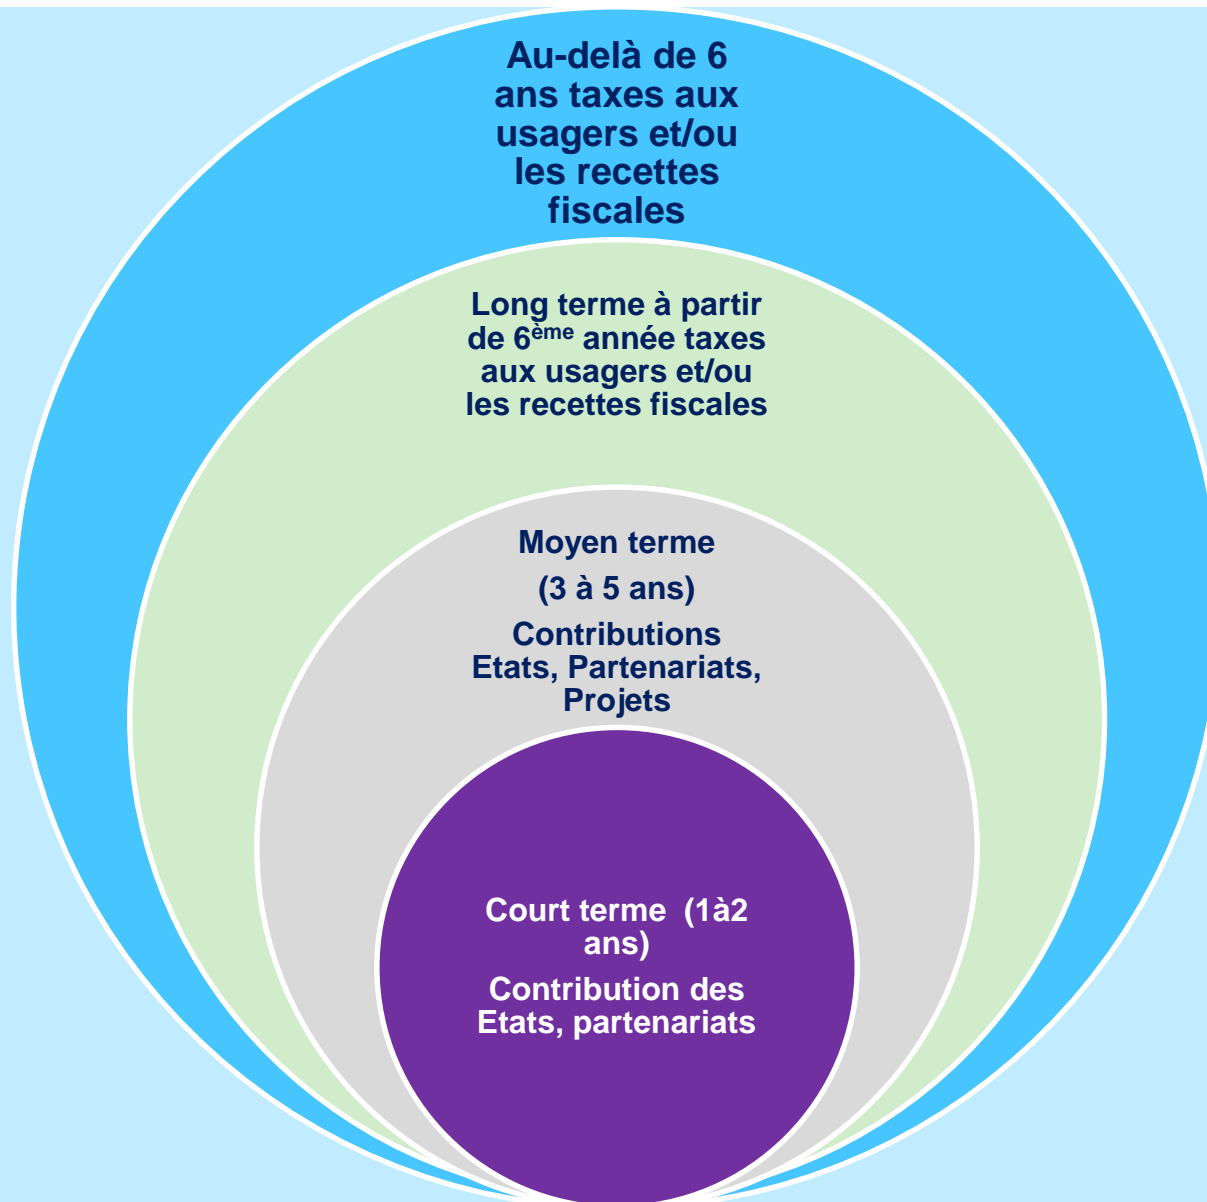 Au-delà de 6
ans taxes aux
usagers et/ou
les recettes
fiscales
Long terme à partir
de 6ème année taxes
aux usagers et/ou
les recettes fiscales
Moyen terme
(3 à 5 ans)
Contributions
Etats, Partenariats,
Projets
Court terme  (1à2
ans)
Contribution des
Etats, partenariats